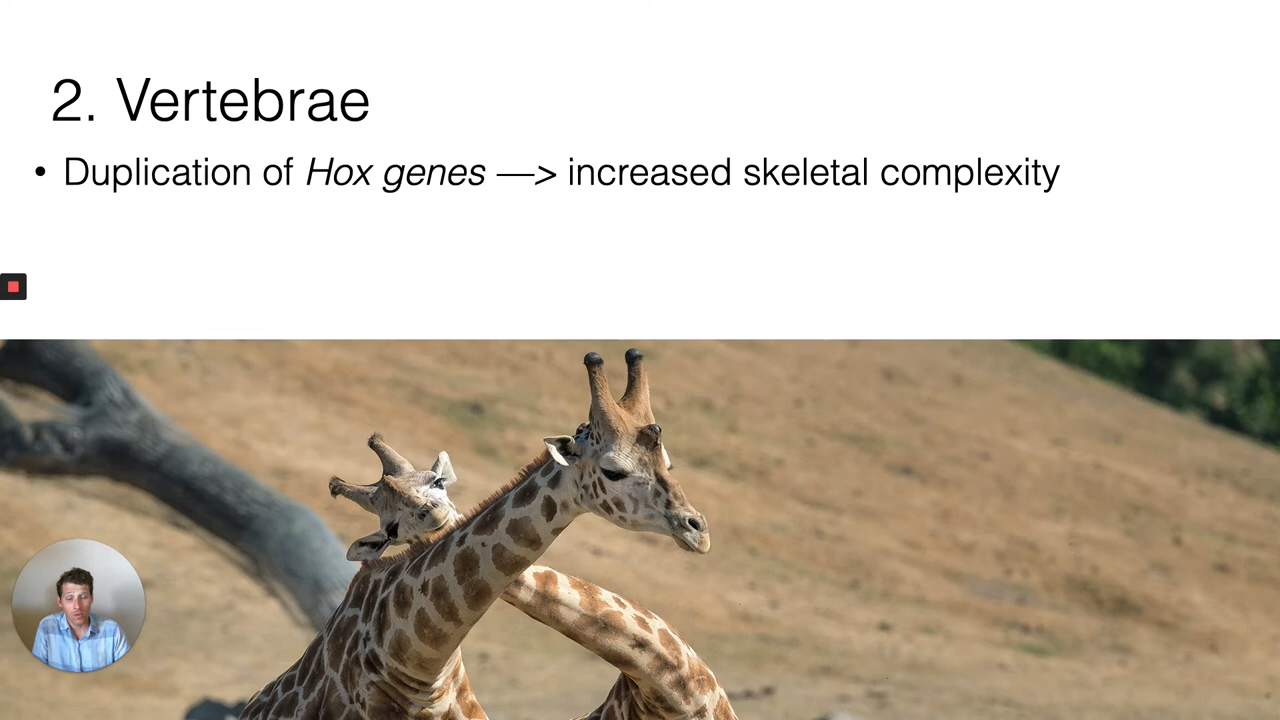 2. Vertebrae
• Duplication of Hox genes —> increased skeletal complexity